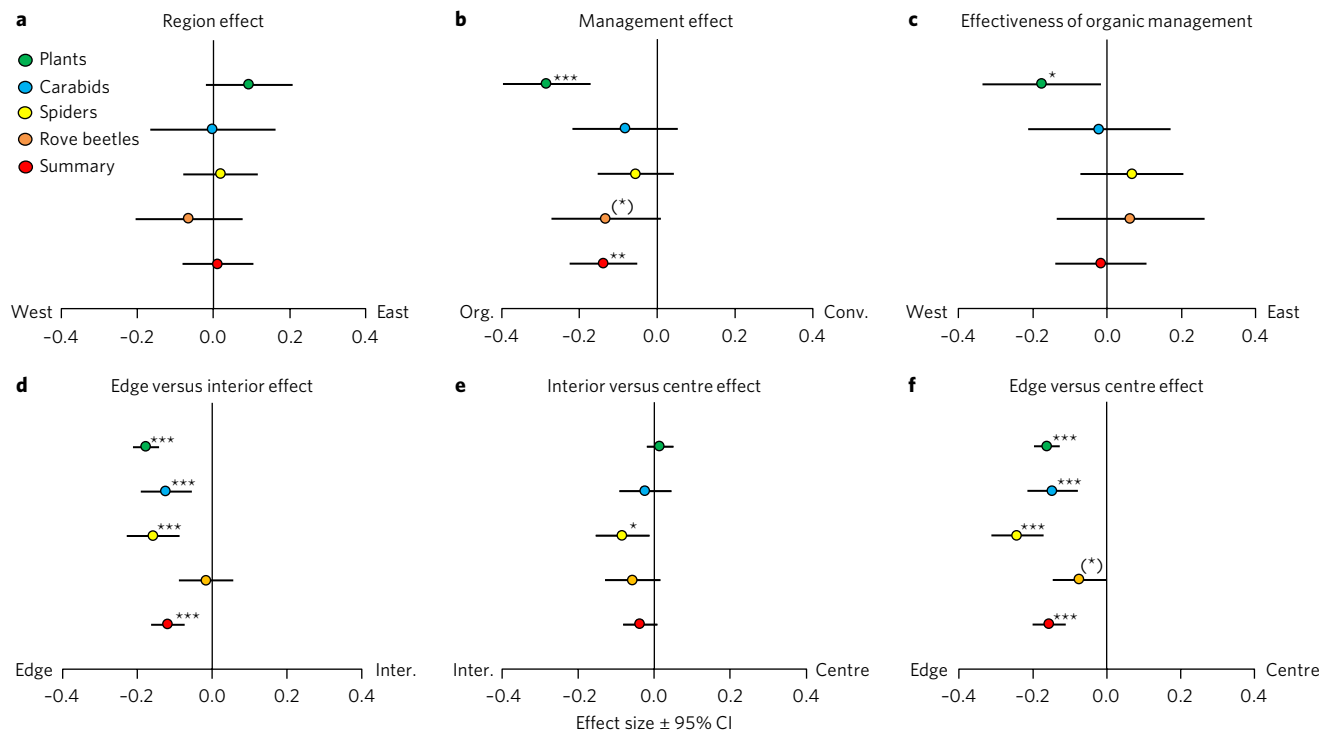 a Region effect
b Management effect
c Effectiveness of organic management
Plants
Carabids
Spiders
Rove beetles
Summary
***
(*)
**
*
West East
−0.4 −0.2 0.0 0.2 0.4
Org. Conv.
−0.4 −0.2 0.0 0.2 0.4
West East
−0.4 −0.2 0.0 0.2 0.4
d Edge versus interior effect
e Interior versus centre effect
f Edge versus centre effect
***
***
***
***
*
***
***
***
(*)
***
Edge Inter.
−0.4 −0.2 0.0 0.2 0.4
Inter. Centre
−0.4 −0.2 0.0 0.2 0.4
Edge Centre
−0.4 −0.2 0.0 0.2 0.4
Effect size ± 95% CI